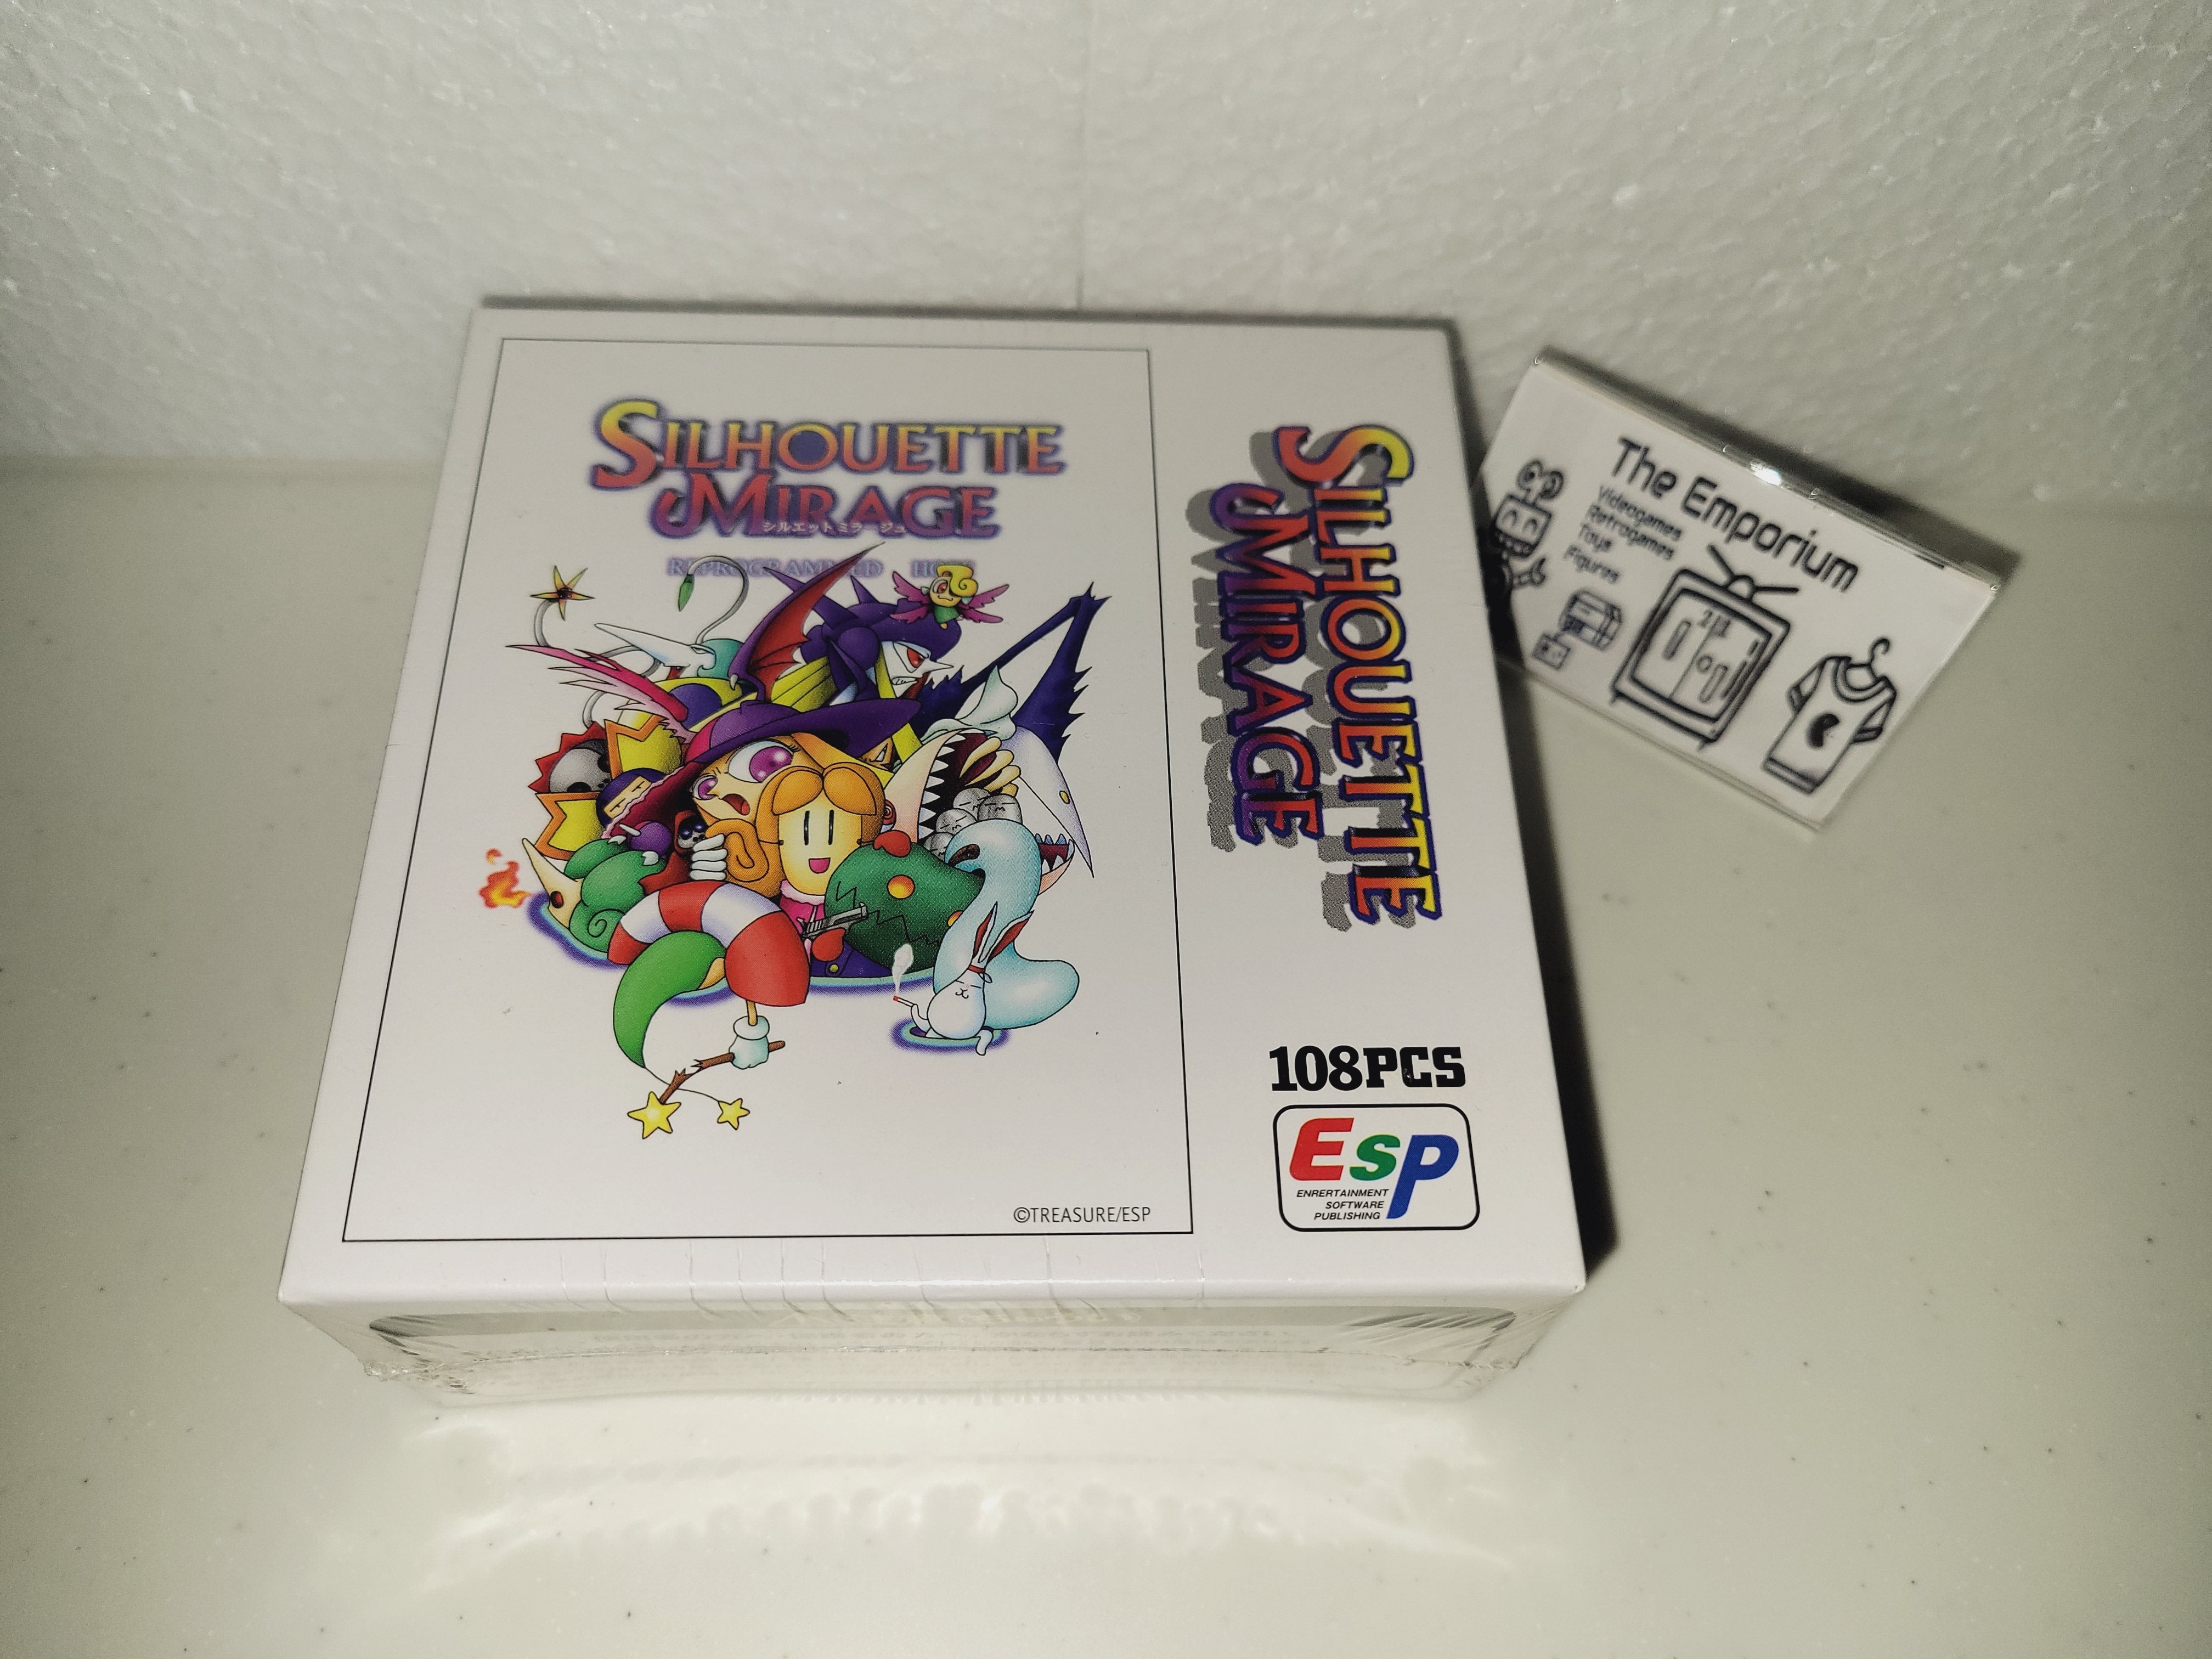 SILHOUETTE
MIRAGE
シルエットミラージュ
REPROGRAMMED
©TREASURE/ESP
SILHOUETTE
MIRAGE
108PCS
ESP
ENRERTAINMENT
SOFTWARE
PUBLISHING
The Emporium
Videogames
Retrogames
Toys
Figures